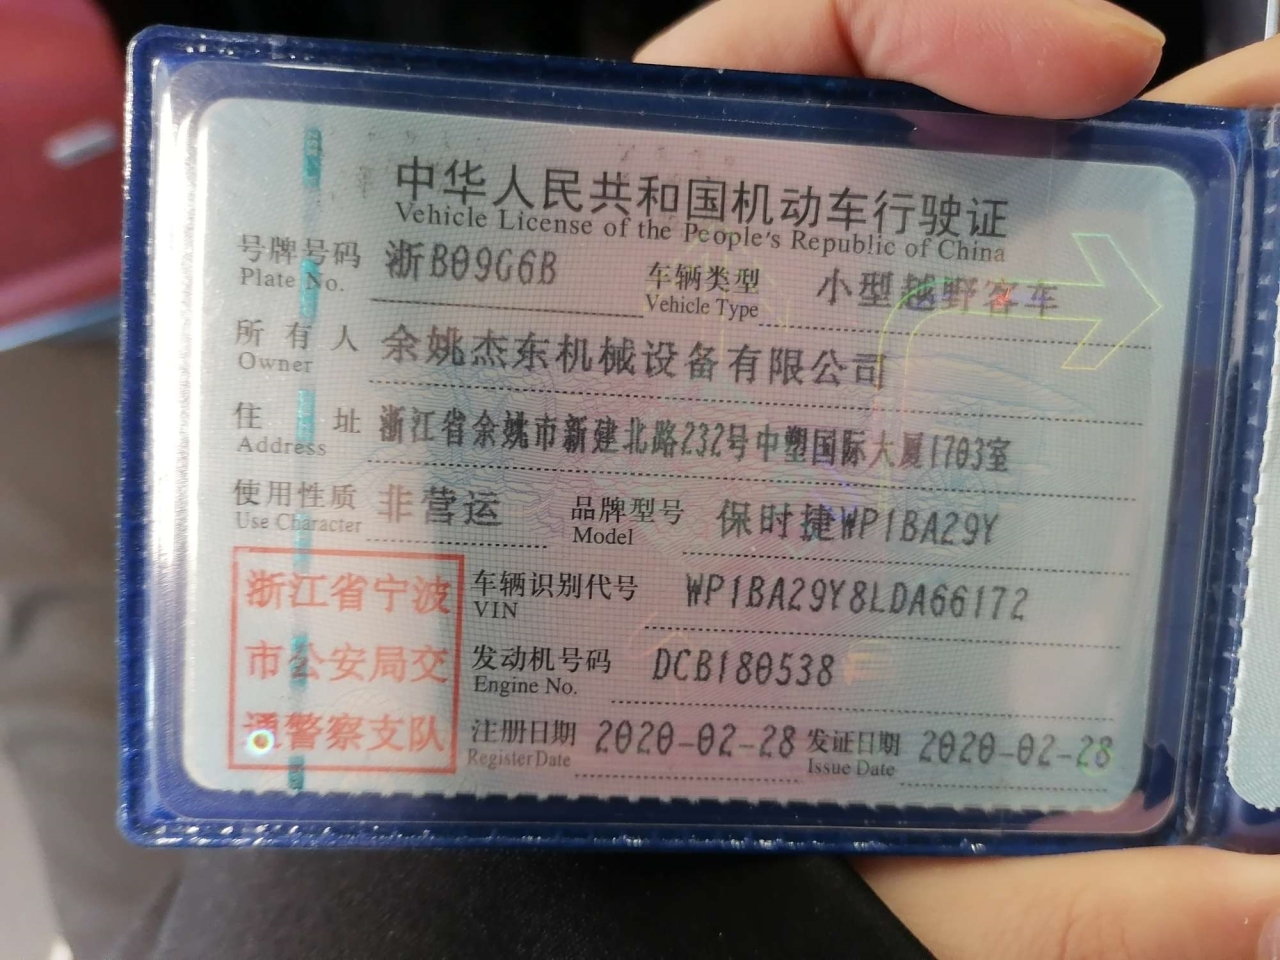 中华人民共和国机动车行驶证
Vehicle License of the People's Republic of China
号牌号码 浙B09G6B 车辆类型 小型越野客车
Plate No. Vehicle Type
所有人 余姚杰东机械设备有限公司
Owner
住址 浙江省余姚市新建北路232号中塑国际大厦1703室
Address
使用性质 非营运 品牌型号 保时捷WP1BA29Y
Use Character Model
浙江省宁波
市公安局交
通警察支队
车辆识别代号 WP1BA29Y8LDA66172
VIN
发动机号码 DCB180538
Engine No.
注册日期 2020-02-28 发证日期 2020-02-28
Register Date Issue Date